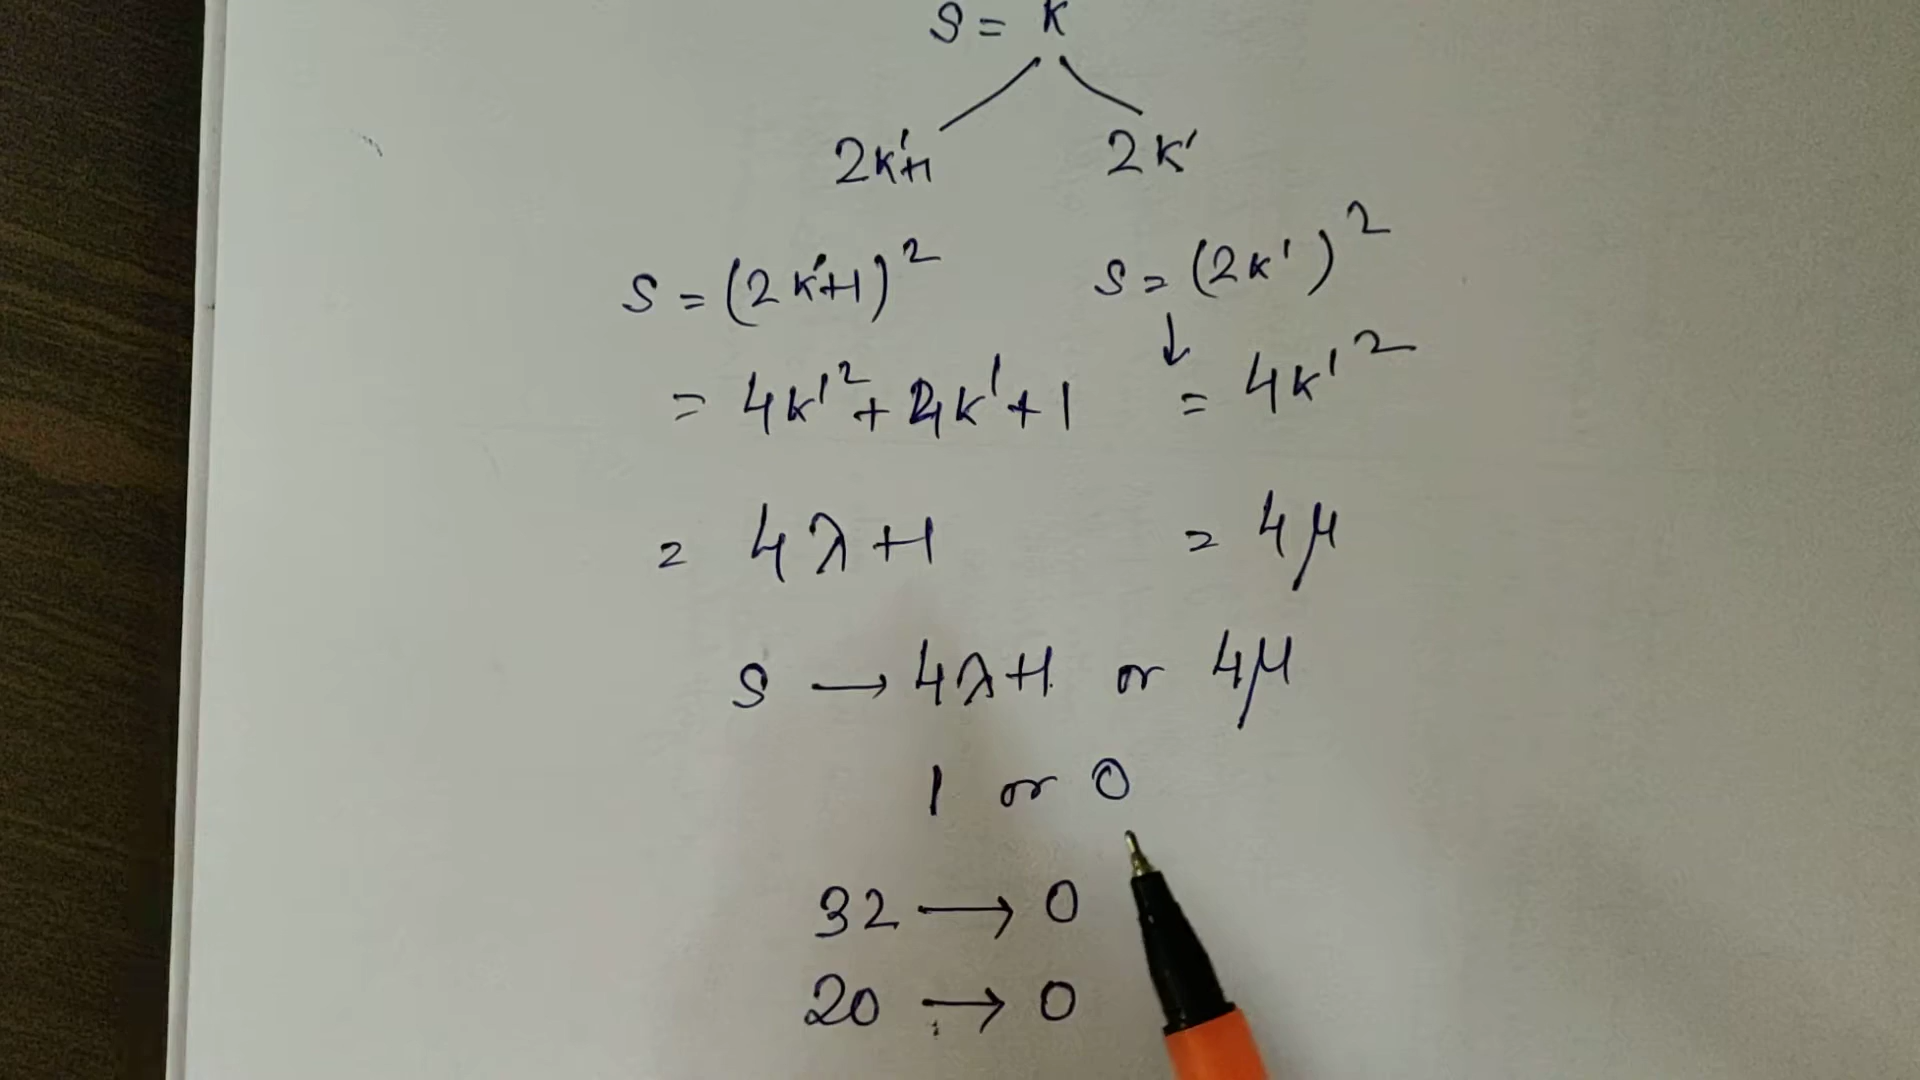 S = K
2K'+1 2K'
S = (2K'+1)² S = (2K')²
= 4K'² + 4K' + 1 = 4K'²
= 4λ+1 = 4μ
S → 4λ+1 or 4μ
1 or 0
32 → 0
20 → 0